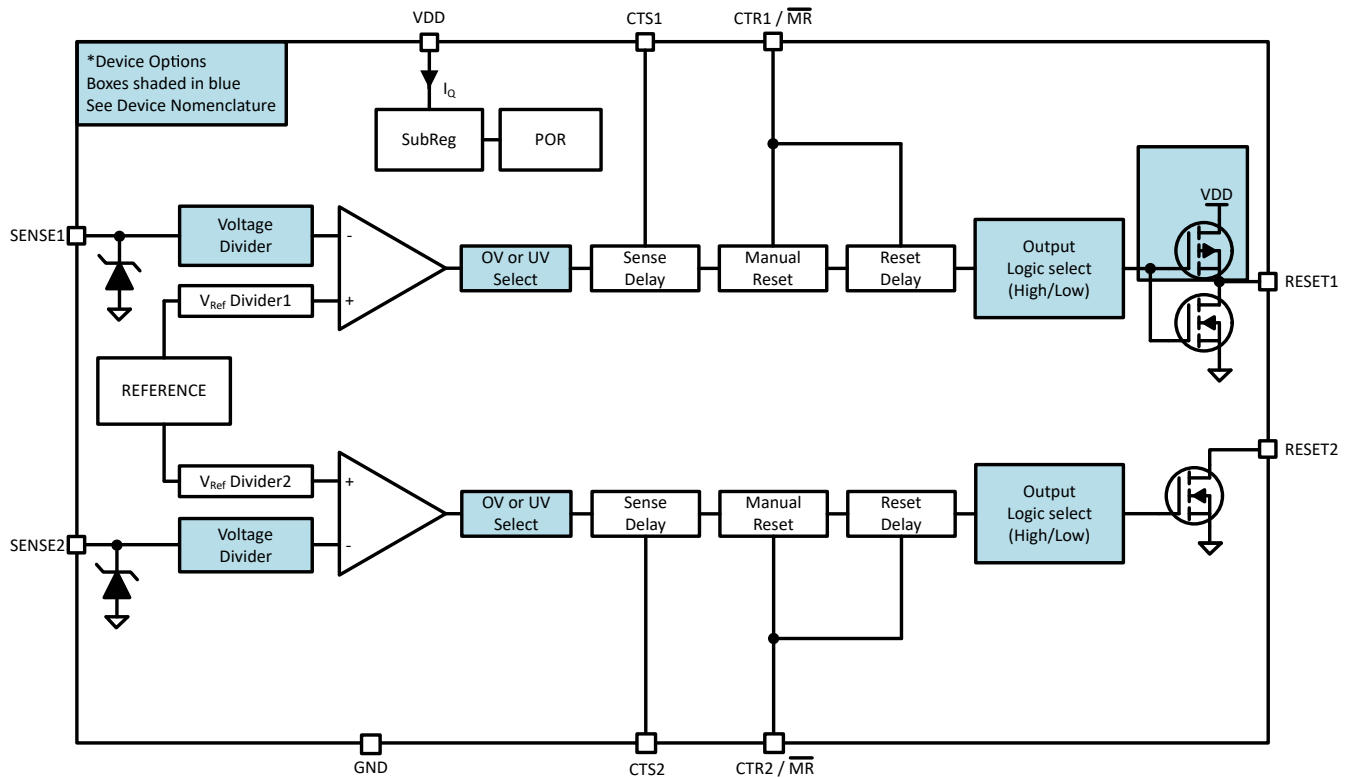 VDD
CTS1
CTR1 / MR
*Device Options
Boxes shaded in blue
See Device Nomenclature
IQ
SubReg
POR
VDD
SENSE1
Voltage
Divider
-
OV or UV
Select
Sense
Delay
Manual
Reset
Reset
Delay
Output
Logic select
(High/Low)
RESET1
VRef Divider1
+
REFERENCE
RESET2
VRef Divider2
+
OV or UV
Select
Sense
Delay
Manual
Reset
Reset
Delay
Output
Logic select
(High/Low)
SENSE2
Voltage
Divider
-
GND
CTS2
CTR2 / MR